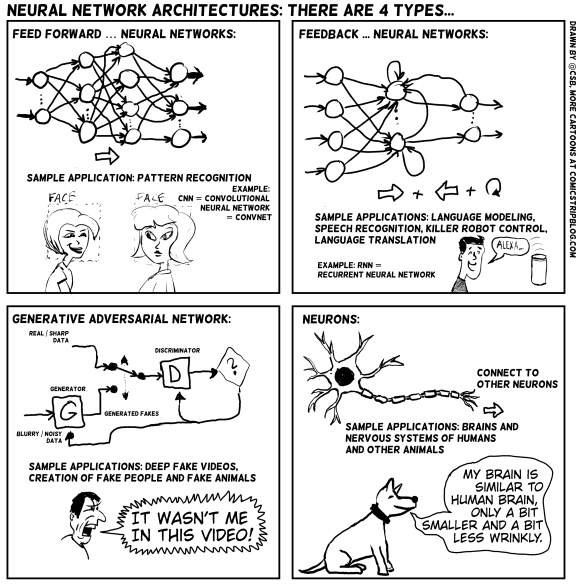 NEURAL NETWORK ARCHITECTURES: THERE ARE 4 TYPES...
FEED FORWARD ... NEURAL NETWORKS:
SAMPLE APPLICATION: PATTERN RECOGNITION
EXAMPLE:
CNN = CONVOLUTIONAL
NEURAL NETWORK
= CONVNET
FACE
FACE
FEEDBACK ... NEURAL NETWORKS:
+ +
SAMPLE APPLICATIONS: LANGUAGE MODELING,
SPEECH RECOGNITION, KILLER ROBOT CONTROL,
LANGUAGE TRANSLATION
EXAMPLE: RNN =
RECURRENT NEURAL NETWORK
ALEXA...
DRAWN BY @CSB, MORE CARTOONS AT COMICSTRIPBLOG.COM
GENERATIVE ADVERSARIAL NETWORK:
REAL / SHARP
DATA
DISCRIMINATOR
D
?
GENERATOR
G
GENERATED FAKES
BLURRY / NOISY
DATA
SAMPLE APPLICATIONS: DEEP FAKE VIDEOS,
CREATION OF FAKE PEOPLE AND FAKE ANIMALS
IT WASN'T ME
IN THIS VIDEO!
NEURONS:
CONNECT TO
OTHER NEURONS
SAMPLE APPLICATIONS: BRAINS AND
NERVOUS SYSTEMS OF HUMANS
AND OTHER ANIMALS
MY BRAIN IS
SIMILAR TO
HUMAN BRAIN,
ONLY A BIT
SMALLER AND A BIT
LESS WRINKLY.